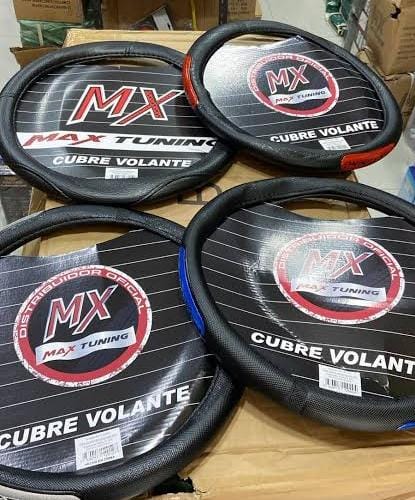 MX
MAX TUNING
CUBRE VOLANTE
MX
MAX TUNING
CUBRE VOLANTE
DISTRIBUIDOR OFICIAL
MX
MAX TUNING
CUBRE VOLANTE
DISTRIBUIDOR OFICIAL
MX
MAX TUNING
CUBRE VOLANTE